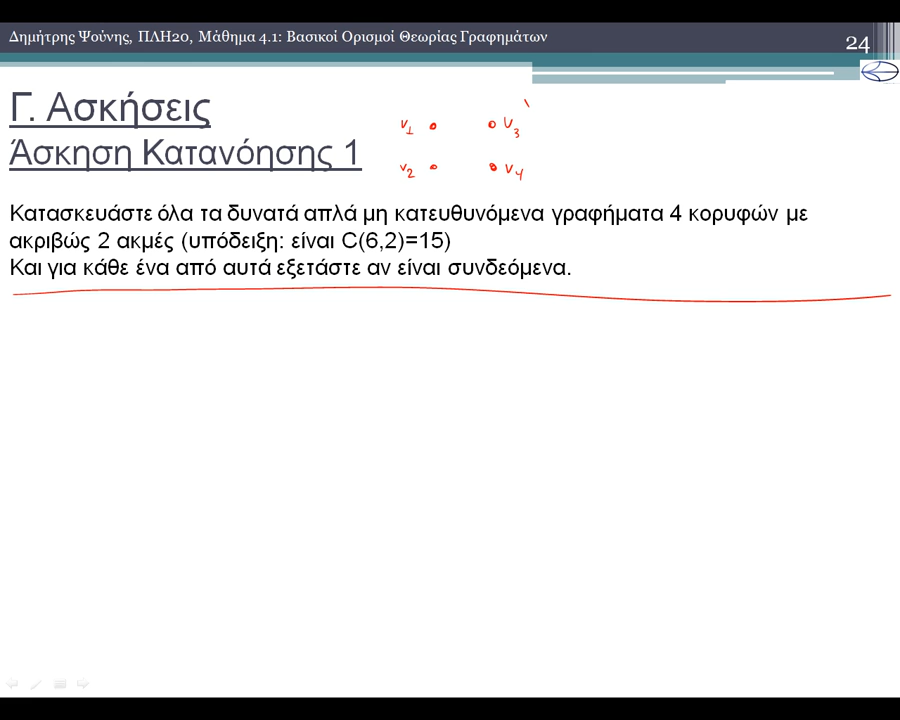 Δημήτρης Ψούνης, ΠΛΗ20, Μάθημα 4.1: Βασικοί Ορισμοί Θεωρίας Γραφημάτων
24
Γ. Ασκήσεις
Άσκηση Κατανόησης 1
v1 v3
v2 v4
Κατασκευάστε όλα τα δυνατά απλά μη κατευθυνόμενα γραφήματα 4 κορυφών με
ακριβώς 2 ακμές (υπόδειξη: είναι C(6,2)=15)
Και για κάθε ένα από αυτά εξετάστε αν είναι συνδεόμενα.